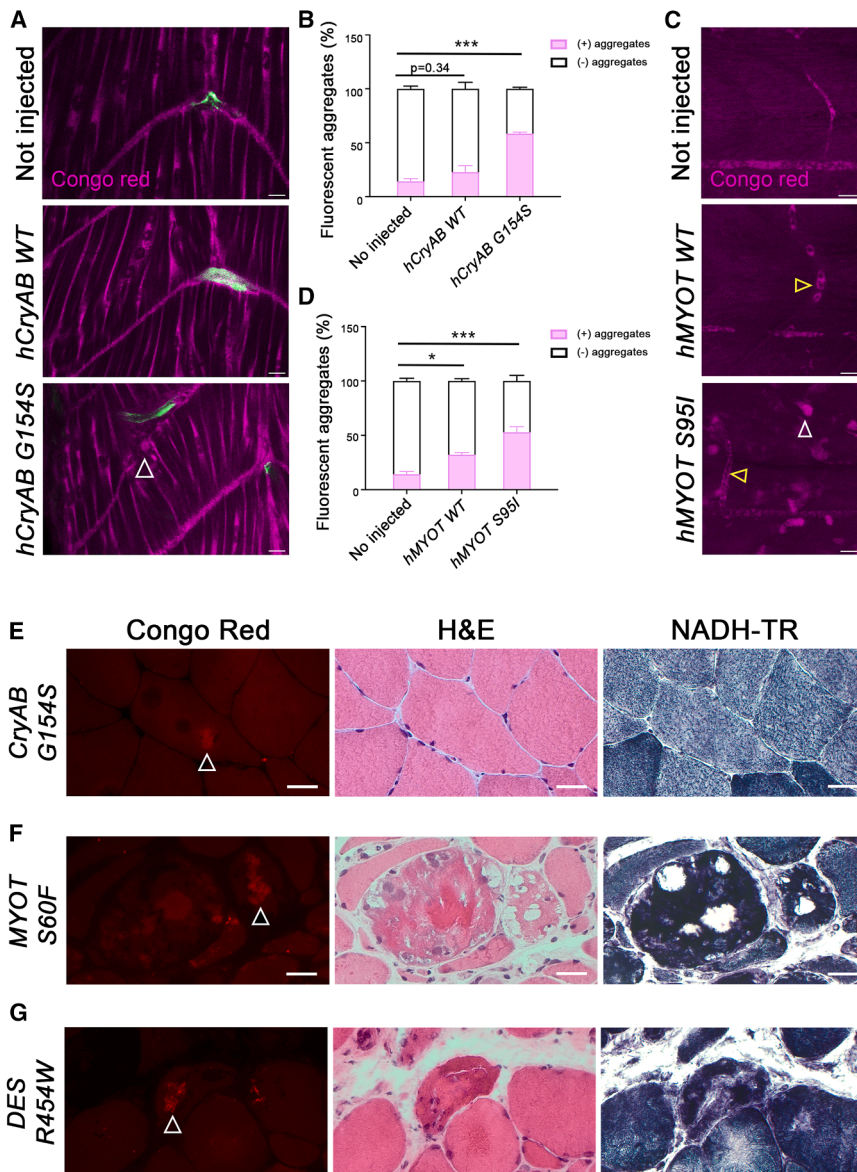 A
Not injected
Congo red
hCryAB WT
hCryAB G154S
B
Fluorescent aggregates (%)
150
100
50
0
***
p=0.34
(+) aggregates
(-) aggregates
No injected
hCryAB WT
hCryAB G154S
C
Not injected
Congo red
hMYOT WT
hMYOT S95I
D
Fluorescent aggregates (%)
150
100
50
0
***
*
(+) aggregates
(-) aggregates
No injected
hMYOT WT
hMYOT S95I
E
Congo Red
H&E
NADH-TR
CryAB
G154S
F
MYOT
S60F
G
DES
R454W